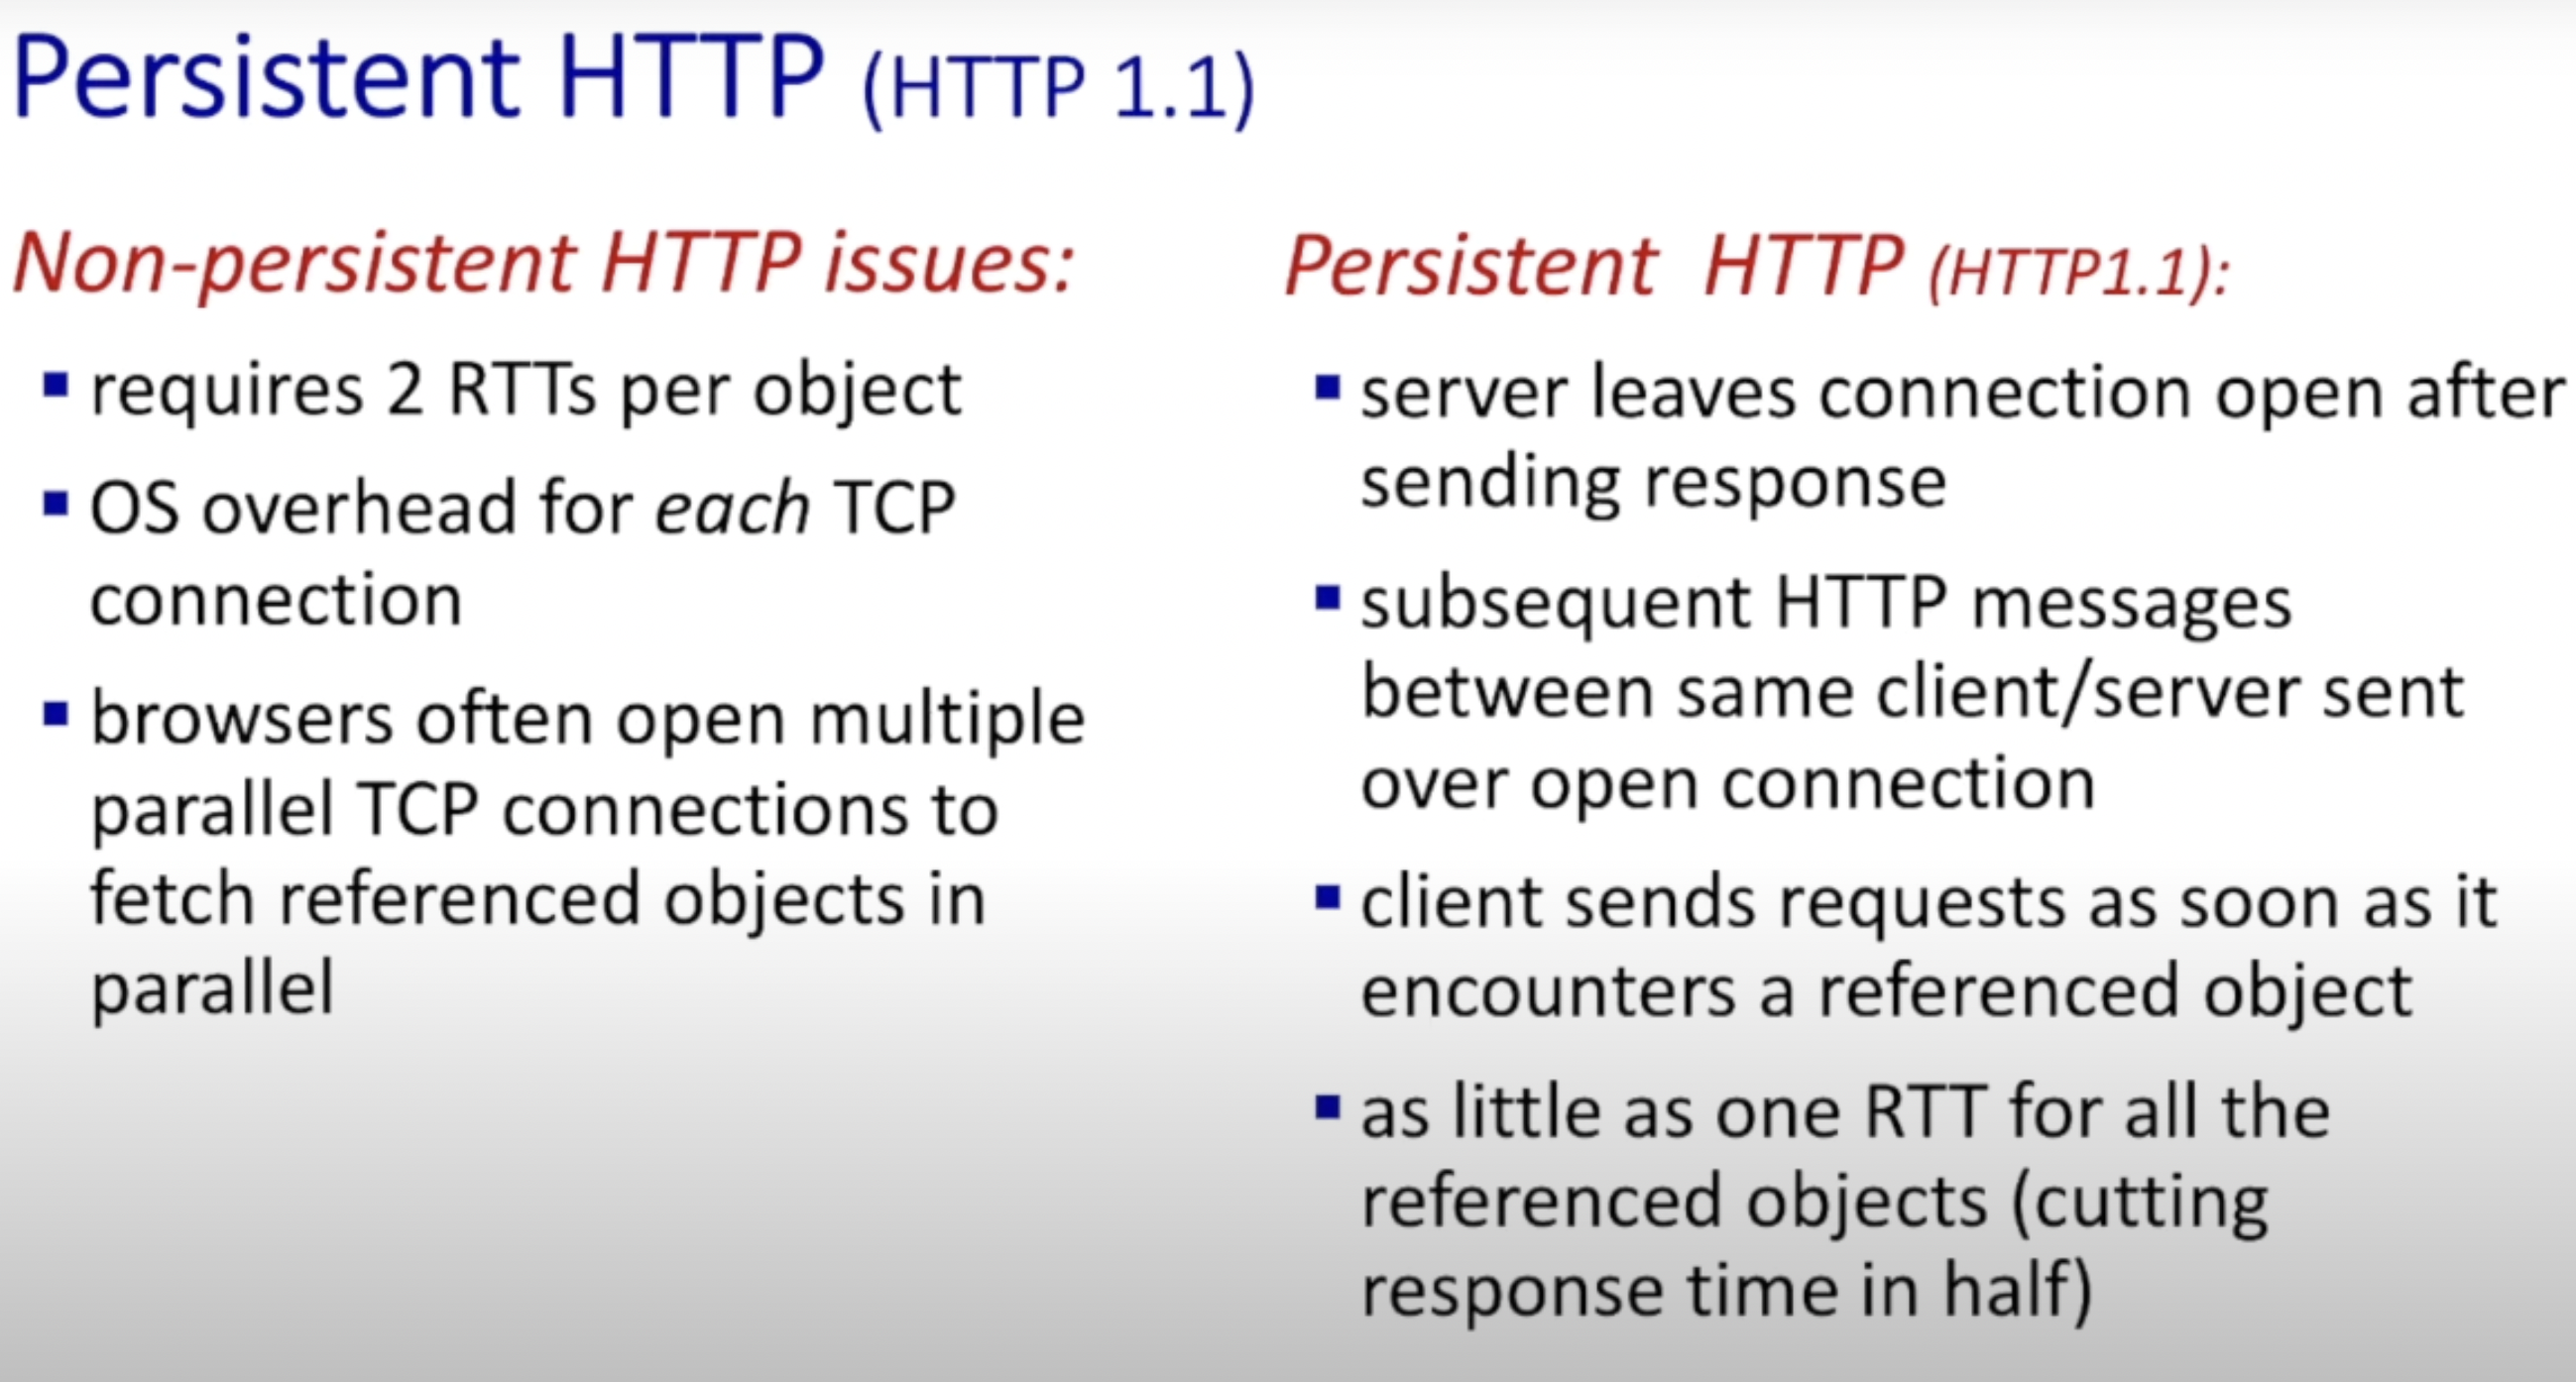 Persistent HTTP (HTTP 1.1)
Non-persistent HTTP issues:
▪ requires 2 RTTs per object
▪ OS overhead for each TCP
connection
▪ browsers often open multiple
parallel TCP connections to
fetch referenced objects in
parallel
Persistent HTTP (HTTP1.1):
▪ server leaves connection open after
sending response
▪ subsequent HTTP messages
between same client/server sent
over open connection
▪ client sends requests as soon as it
encounters a referenced object
▪ as little as one RTT for all the
referenced objects (cutting
response time in half)